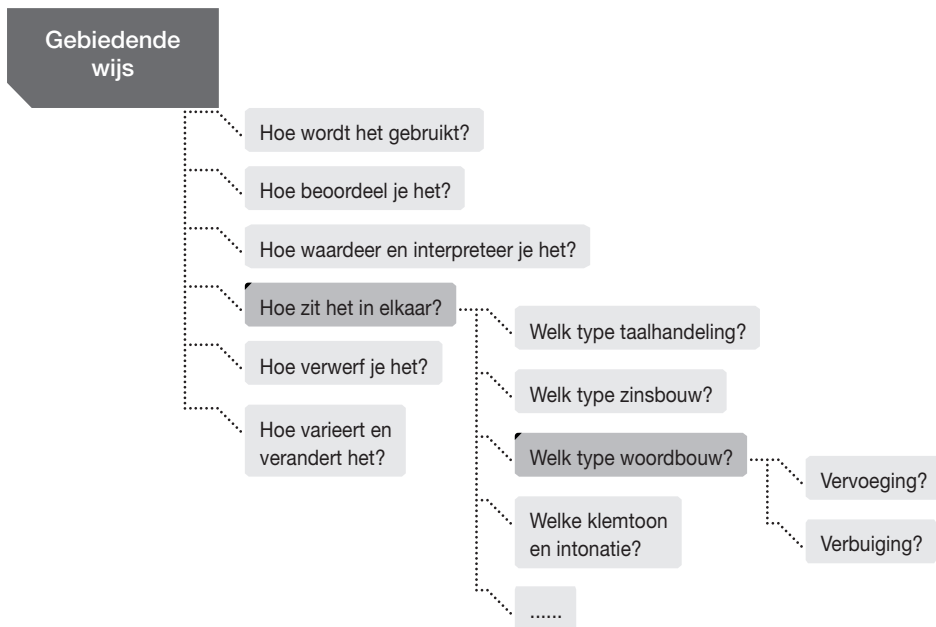 Gebiedende
wijs
Hoe wordt het gebruikt?
Hoe beoordeel je het?
Hoe waardeer en interpreteer je het?
Hoe zit het in elkaar?
Hoe verwerf je het?
Hoe varieert en
verandert het?
Welk type taalhandeling?
Welk type zinsbouw?
Welk type woordbouw?
Welke klemtoon
en intonatie?
......
Vervoeging?
Verbuiging?